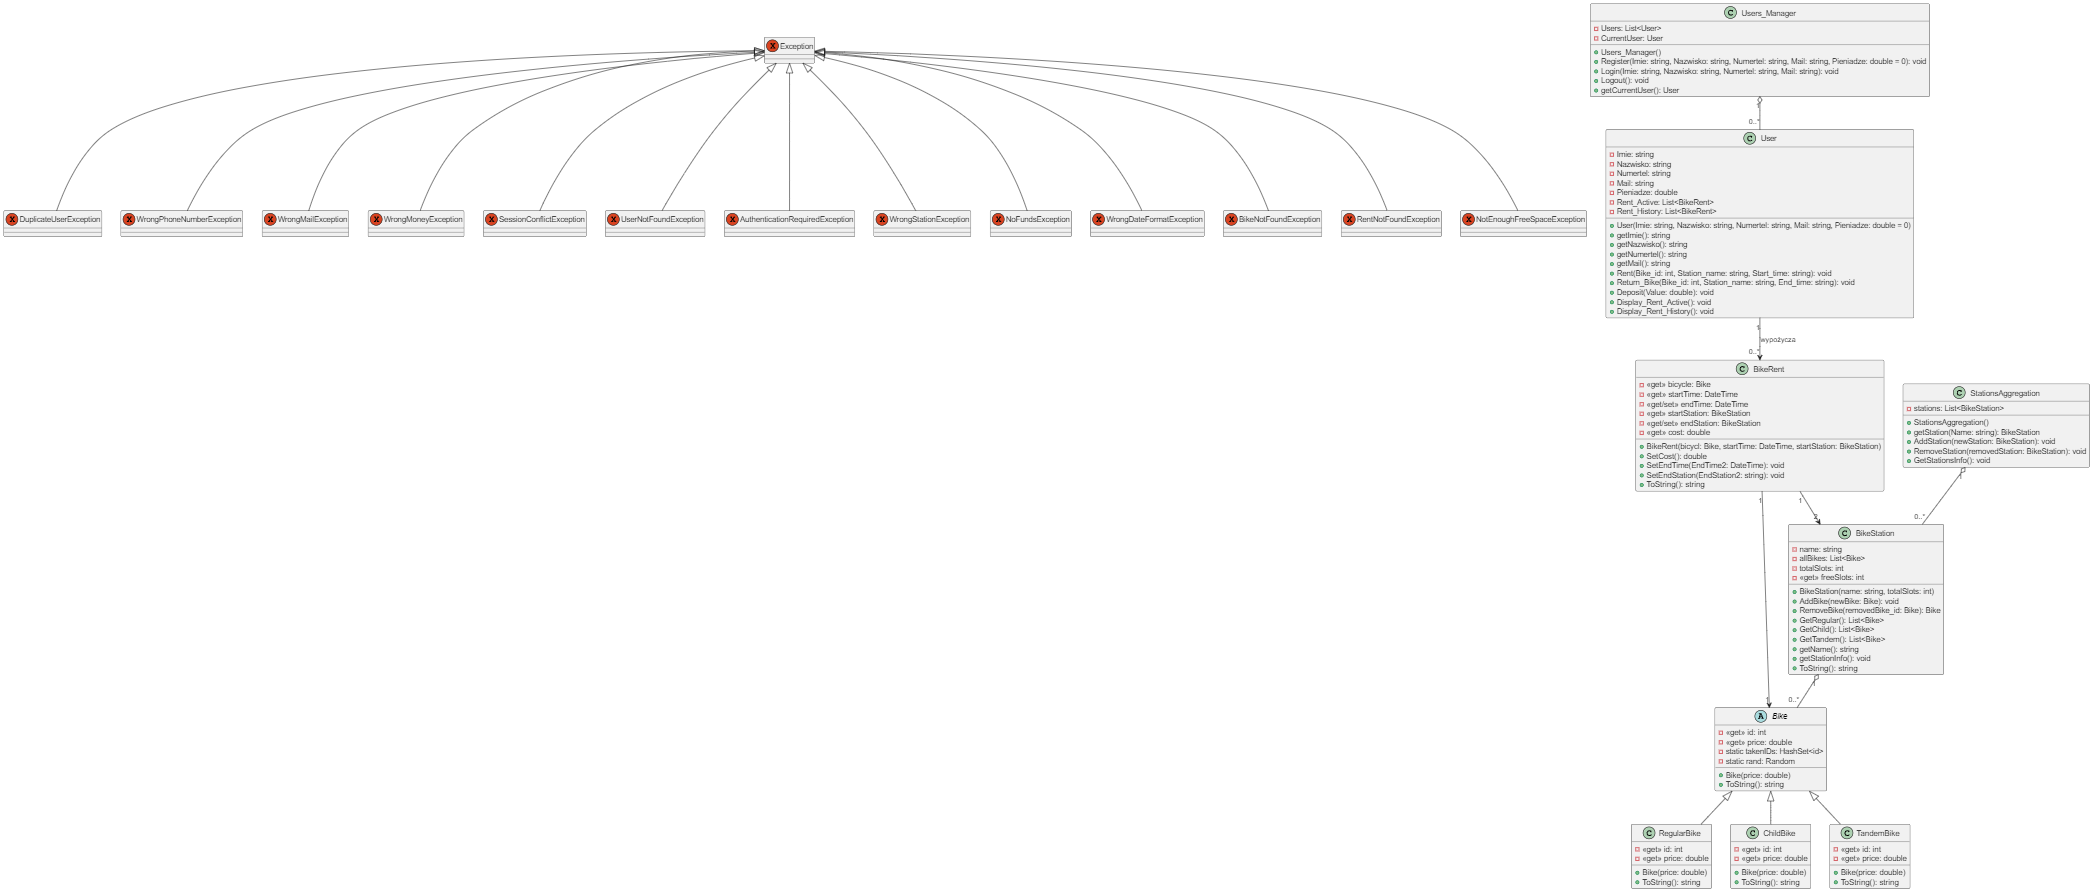 Exception
DuplicateUserException
WrongPhoneNumberException
WrongMailException
WrongMoneyException
SessionConflictException
UserNotFoundException
AuthenticationRequiredException
WrongStationException
NoFundsException
WrongDateFormatException
BikeNotFoundException
RentNotFoundException
NotEnoughFreeSpaceException
Users_Manager
Users: List<User>
CurrentUser: User
Users_Manager()
Register(Imie: string, Nazwisko: string, Numertel: string, Mail: string, Pieniadze: double = 0): void
Login(Imie: string, Nazwisko: string, Numertel: string, Mail: string): void
Logout(): void
getCurrentUser(): User
1
0..*
User
Imie: string
Nazwisko: string
Numertel: string
Mail: string
Pieniadze: double
Rent_Active: List<BikeRent>
Rent_History: List<BikeRent>
User(Imie: string, Nazwisko: string, Numertel: string, Mail: string, Pieniadze: double = 0)
getImie(): string
getNazwisko(): string
getNumertel(): string
getMail(): string
Rent(Bike_id: int, Station_name: string, Start_time: string): void
Return_Bike(Bike_id: int, Station_name: string, End_time: string): void
Deposit(Value: double): void
Display_Rent_Active(): void
Display_Rent_History(): void
1
wypożycza
0..*
BikeRent
«get» bicycle: Bike
«get» startTime: DateTime
«get/set» endTime: DateTime
«get» startStation: BikeStation
«get/set» endStation: BikeStation
«get» cost: double
BikeRent(bicycl: Bike, startTime: DateTime, startStation: BikeStation)
SetCost(): double
SetEndTime(EndTime2: DateTime): void
SetEndStation(EndStation2: string): void
ToString(): string
StationsAggregation
stations: List<BikeStation>
StationsAggregation()
getStation(Name: string): BikeStation
AddStation(newStation: BikeStation): void
RemoveStation(removedStation: BikeStation): void
GetStationsInfo(): void
1
1
1
2
0..*
BikeStation
name: string
allBikes: List<Bike>
totalSlots: int
«get» freeSlots: int
BikeStation(name: string, totalSlots: int)
AddBike(newBike: Bike): void
RemoveBike(removedBike_id: Bike): Bike
GetRegular(): List<Bike>
GetChild(): List<Bike>
GetTandem(): List<Bike>
getName(): string
getStationInfo(): void
ToString(): string
1
1
0..*
Bike
«get» id: int
«get» price: double
static takenIDs: HashSet<id>
static rand: Random
Bike(price: double)
ToString(): string
RegularBike
«get» id: int
«get» price: double
Bike(price: double)
ToString(): string
ChildBike
«get» id: int
«get» price: double
Bike(price: double)
ToString(): string
TandemBike
«get» id: int
«get» price: double
Bike(price: double)
ToString(): string